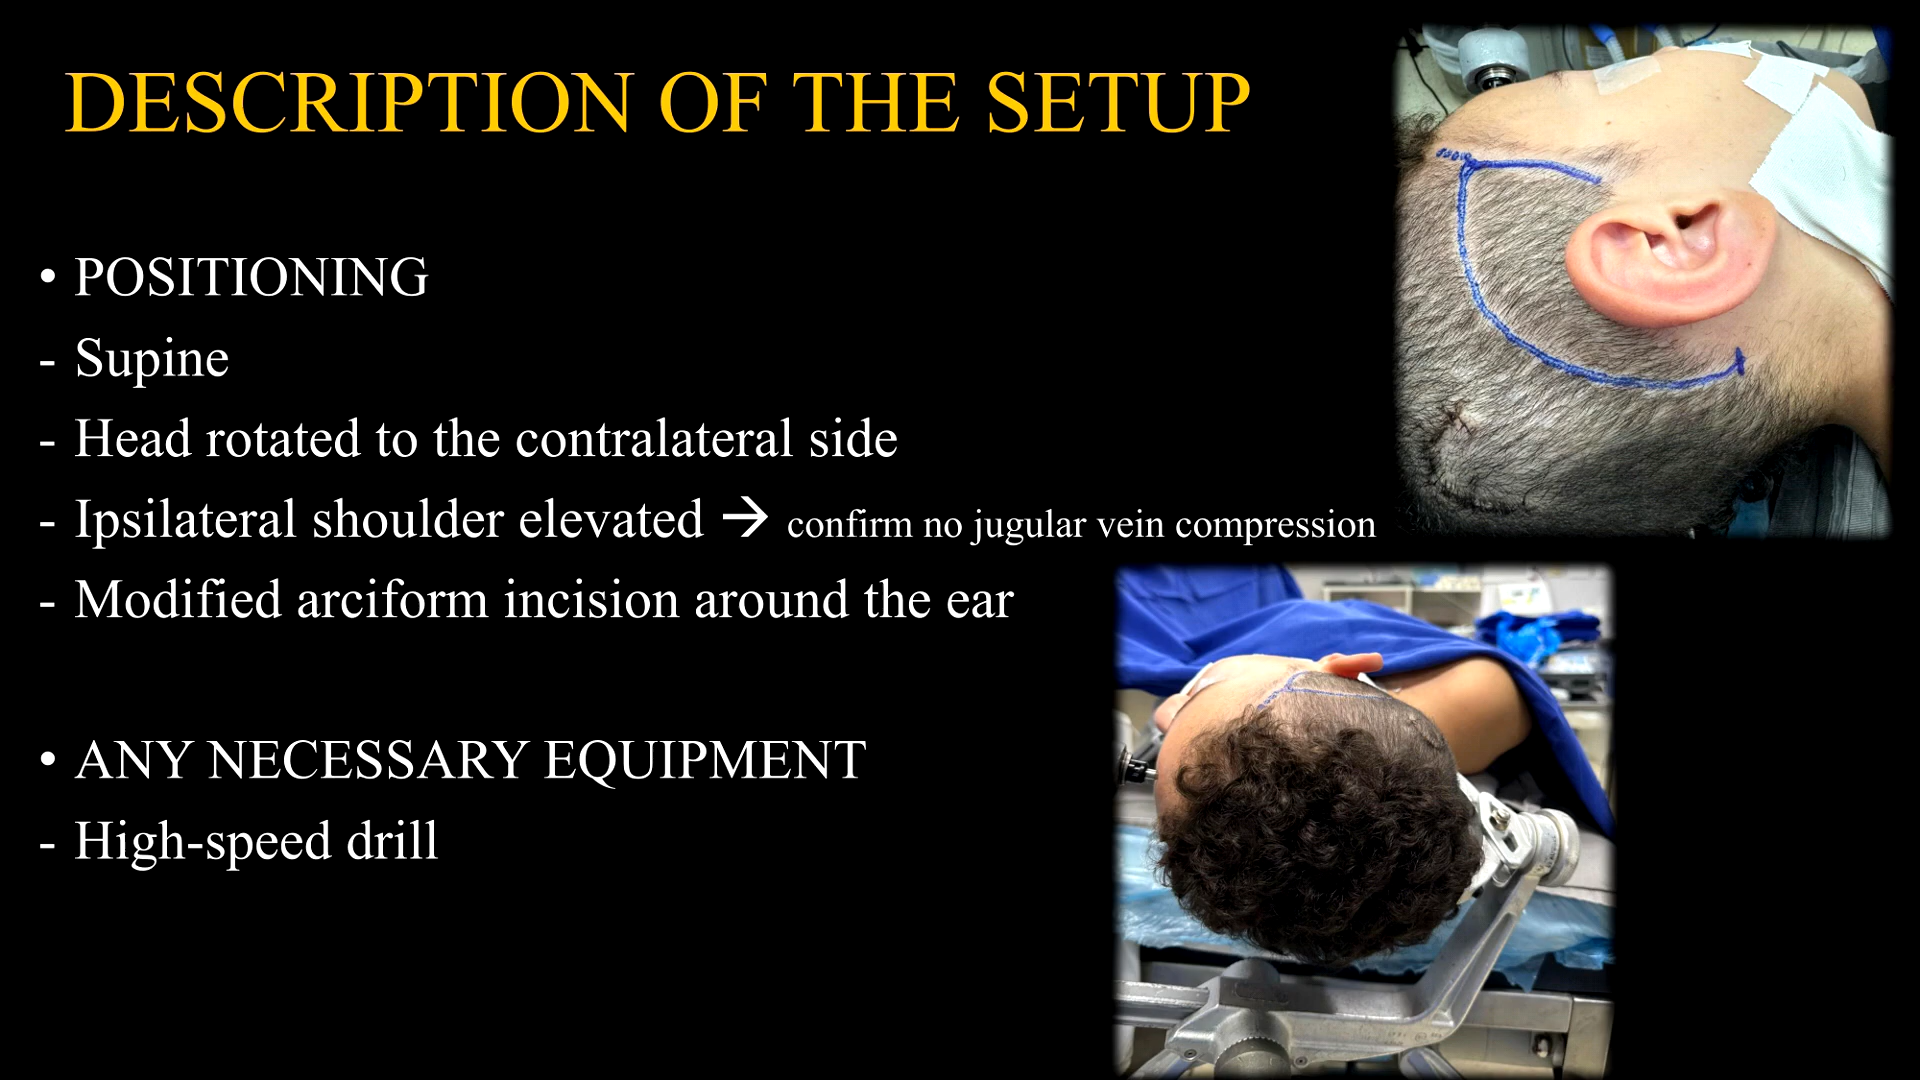 DESCRIPTION OF THE SETUP
• POSITIONING
- Supine
- Head rotated to the contralateral side
- Ipsilateral shoulder elevated → confirm no jugular vein compression
- Modified arciform incision around the ear
• ANY NECESSARY EQUIPMENT
- High-speed drill